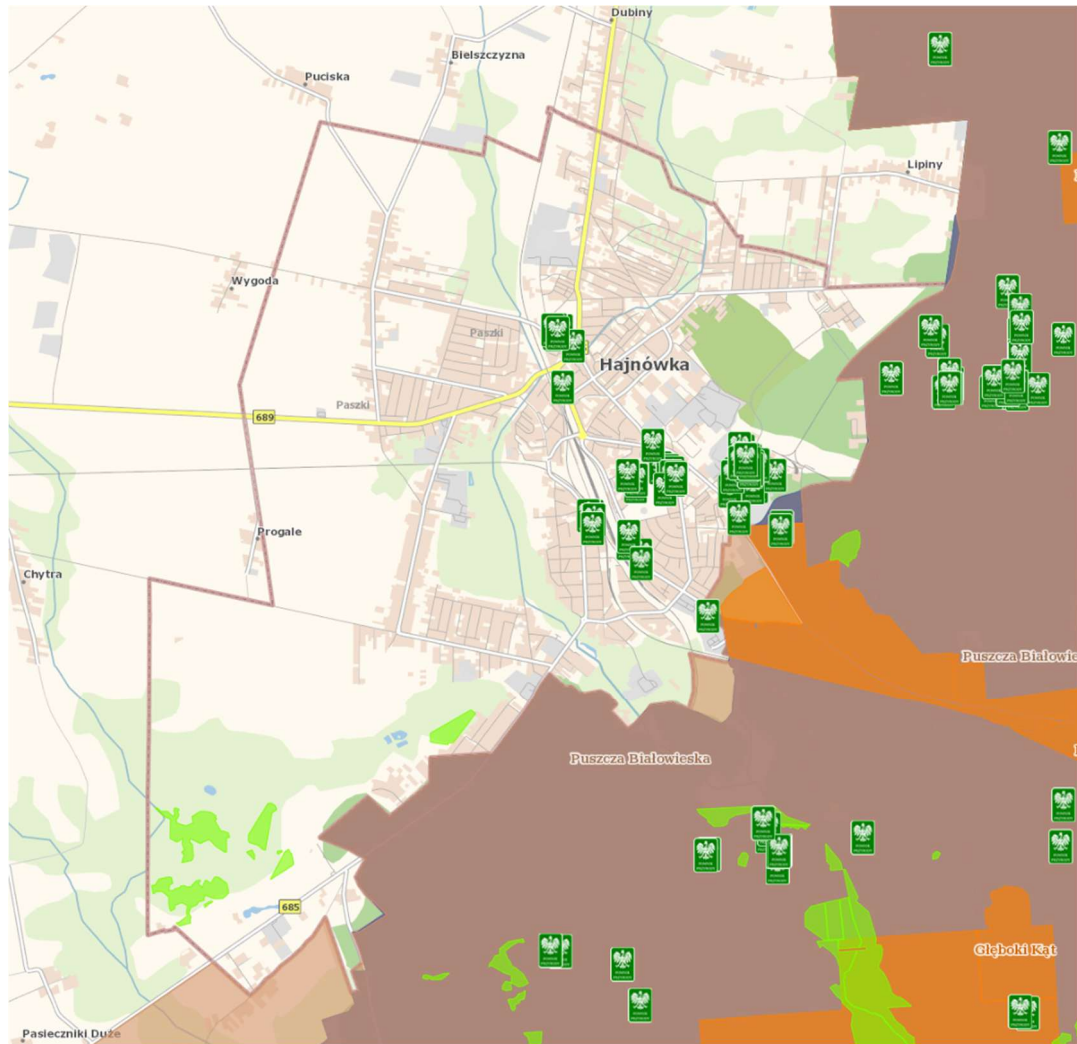 Dubiny
Bielszczyzna
Puciska
Lipiny
Wygoda
Paszki
Hajnówka
Paszki
689
Progale
Chytra
Puszcza Białowie
Puszcza Białowieska
685
Głęboki Kąt
Pasieczniki Duże